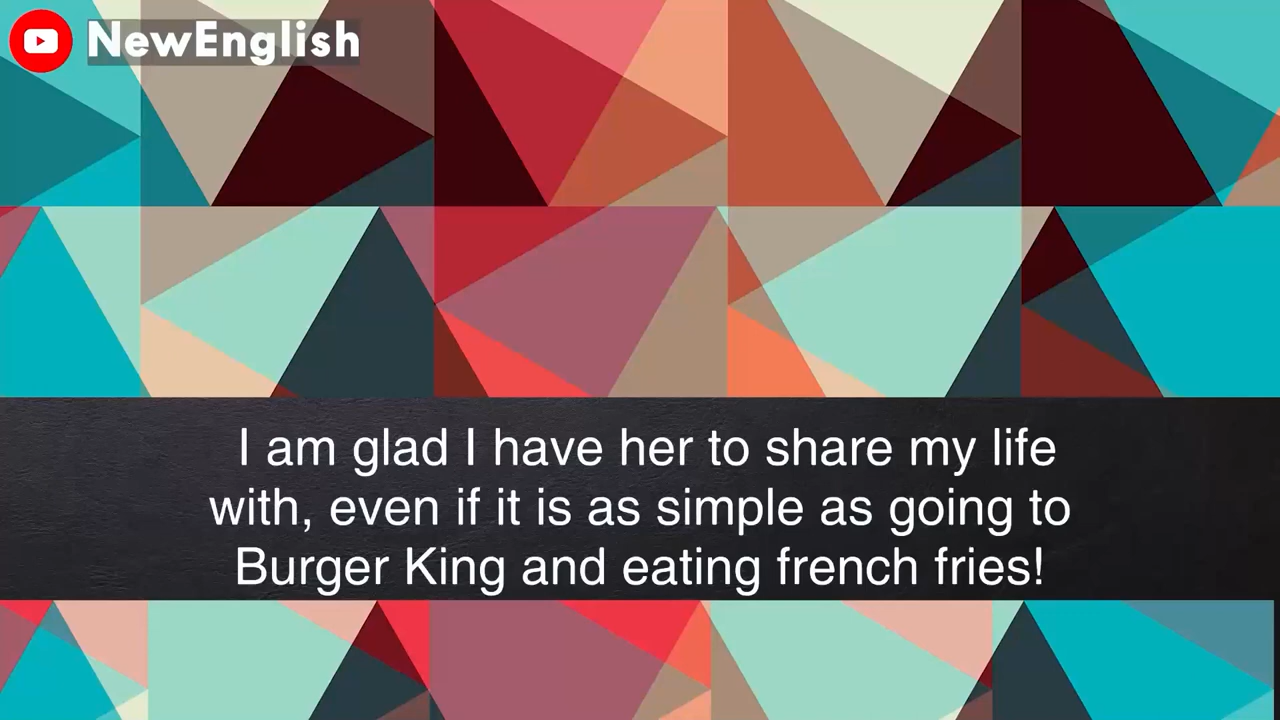 NewEnglish
I am glad I have her to share my life
with, even if it is as simple as going to
Burger King and eating french fries!